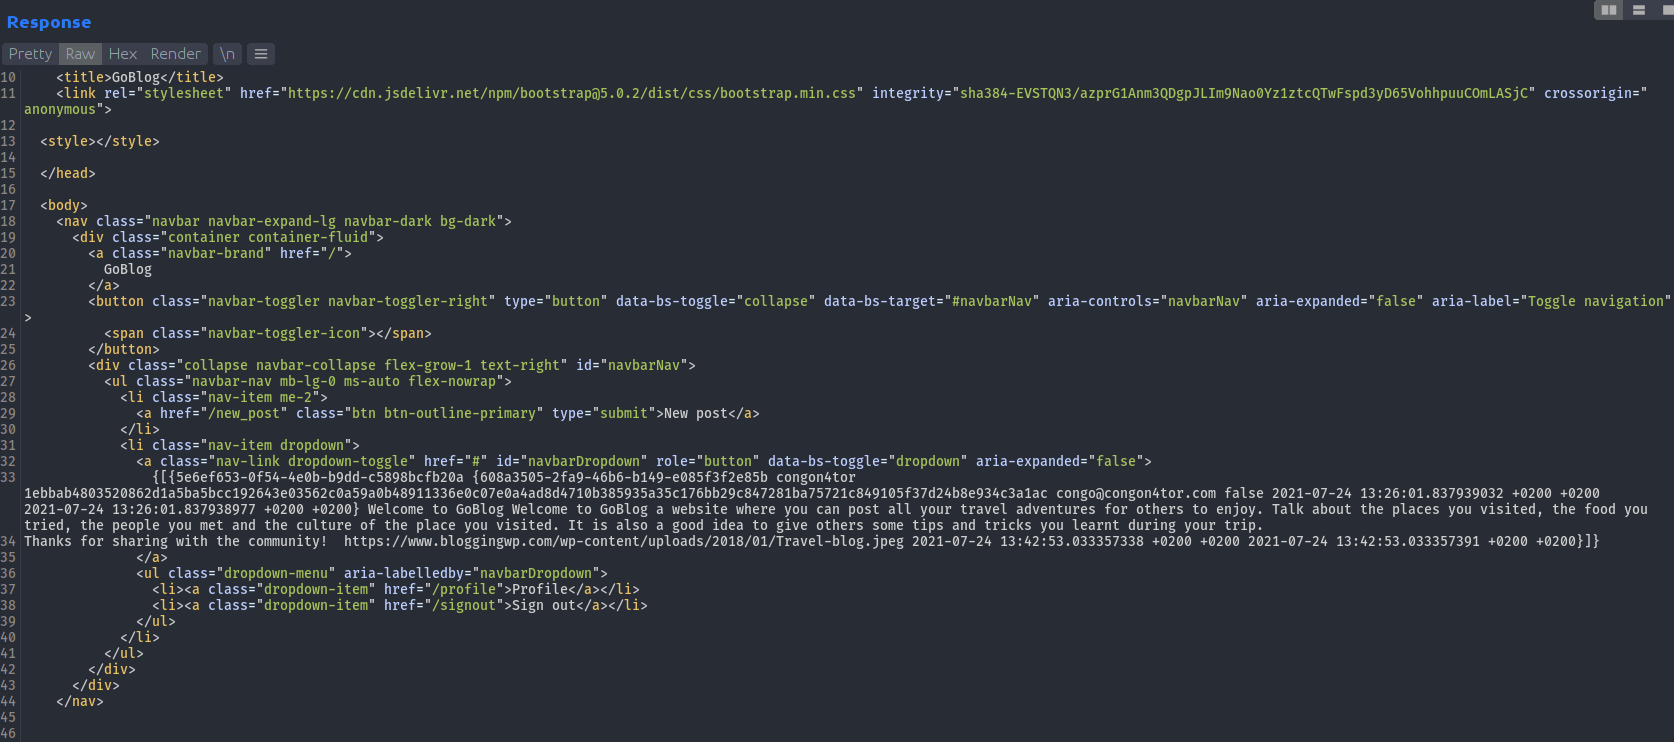 Response
Pretty Raw Hex Render \n
10 <title>GoBlog</title>
11 <link rel="stylesheet" href="https://cdn.jsdelivr.net/npm/bootstrap@5.0.2/dist/css/bootstrap.min.css" integrity="sha384-EVSTQN3/azprG1Anm3QDgpJLIm9Nao0Yz1ztcQTwFspd3yD65VohhpuuCOmLASjC" crossorigin="
anonymous">
12
13 <style></style>
14
15 </head>
16
17 <body>
18 <nav class="navbar navbar-expand-lg navbar-dark bg-dark">
19 <div class="container container-fluid">
20 <a class="navbar-brand" href="/">
21 GoBlog
22 </a>
23 <button class="navbar-toggler navbar-toggler-right" type="button" data-bs-toggle="collapse" data-bs-target="#navbarNav" aria-controls="navbarNav" aria-expanded="false" aria-label="Toggle navigation"
>
24 <span class="navbar-toggler-icon"></span>
25 </button>
26 <div class="collapse navbar-collapse flex-grow-1 text-right" id="navbarNav">
27 <ul class="navbar-nav mb-lg-0 ms-auto flex-nowrap">
28 <li class="nav-item me-2">
29 <a href="/new_post" class="btn btn-outline-primary" type="submit">New post</a>
30 </li>
31 <li class="nav-item dropdown">
32 <a class="nav-link dropdown-toggle" href="#" id="navbarDropdown" role="button" data-bs-toggle="dropdown" aria-expanded="false">
33 {[{5e6ef653-0f54-4e0b-b9dd-c5898bcfb20a {608a3505-2fa9-46b6-b149-e085f3f2e85b congon4tor
1ebbab4803520862d1a5ba5bcc192643e03562c0a59a0b48911336e0c07e0a4ad8d4710b385935a35c176bb29c847281ba75721c849105f37d24b8e934c3a1ac congo@congon4tor.com false 2021-07-24 13:26:01.837939032 +0200 +0200
2021-07-24 13:26:01.837938977 +0200 +0200} Welcome to GoBlog Welcome to GoBlog a website where you can post all your travel adventures for others to enjoy. Talk about the places you visited, the food you
tried, the people you met and the culture of the place you visited. It is also a good idea to give others some tips and tricks you learnt during your trip.
34 Thanks for sharing with the community!  https://www.bloggingwp.com/wp-content/uploads/2018/01/Travel-blog.jpeg 2021-07-24 13:42:53.033357338 +0200 +0200 2021-07-24 13:42:53.033357391 +0200 +0200}]}
35 </a>
36 <ul class="dropdown-menu" aria-labelledby="navbarDropdown">
37 <li><a class="dropdown-item" href="/profile">Profile</a></li>
38 <li><a class="dropdown-item" href="/signout">Sign out</a></li>
39 </ul>
40 </li>
41 </ul>
42 </div>
43 </div>
44 </nav>
45
46